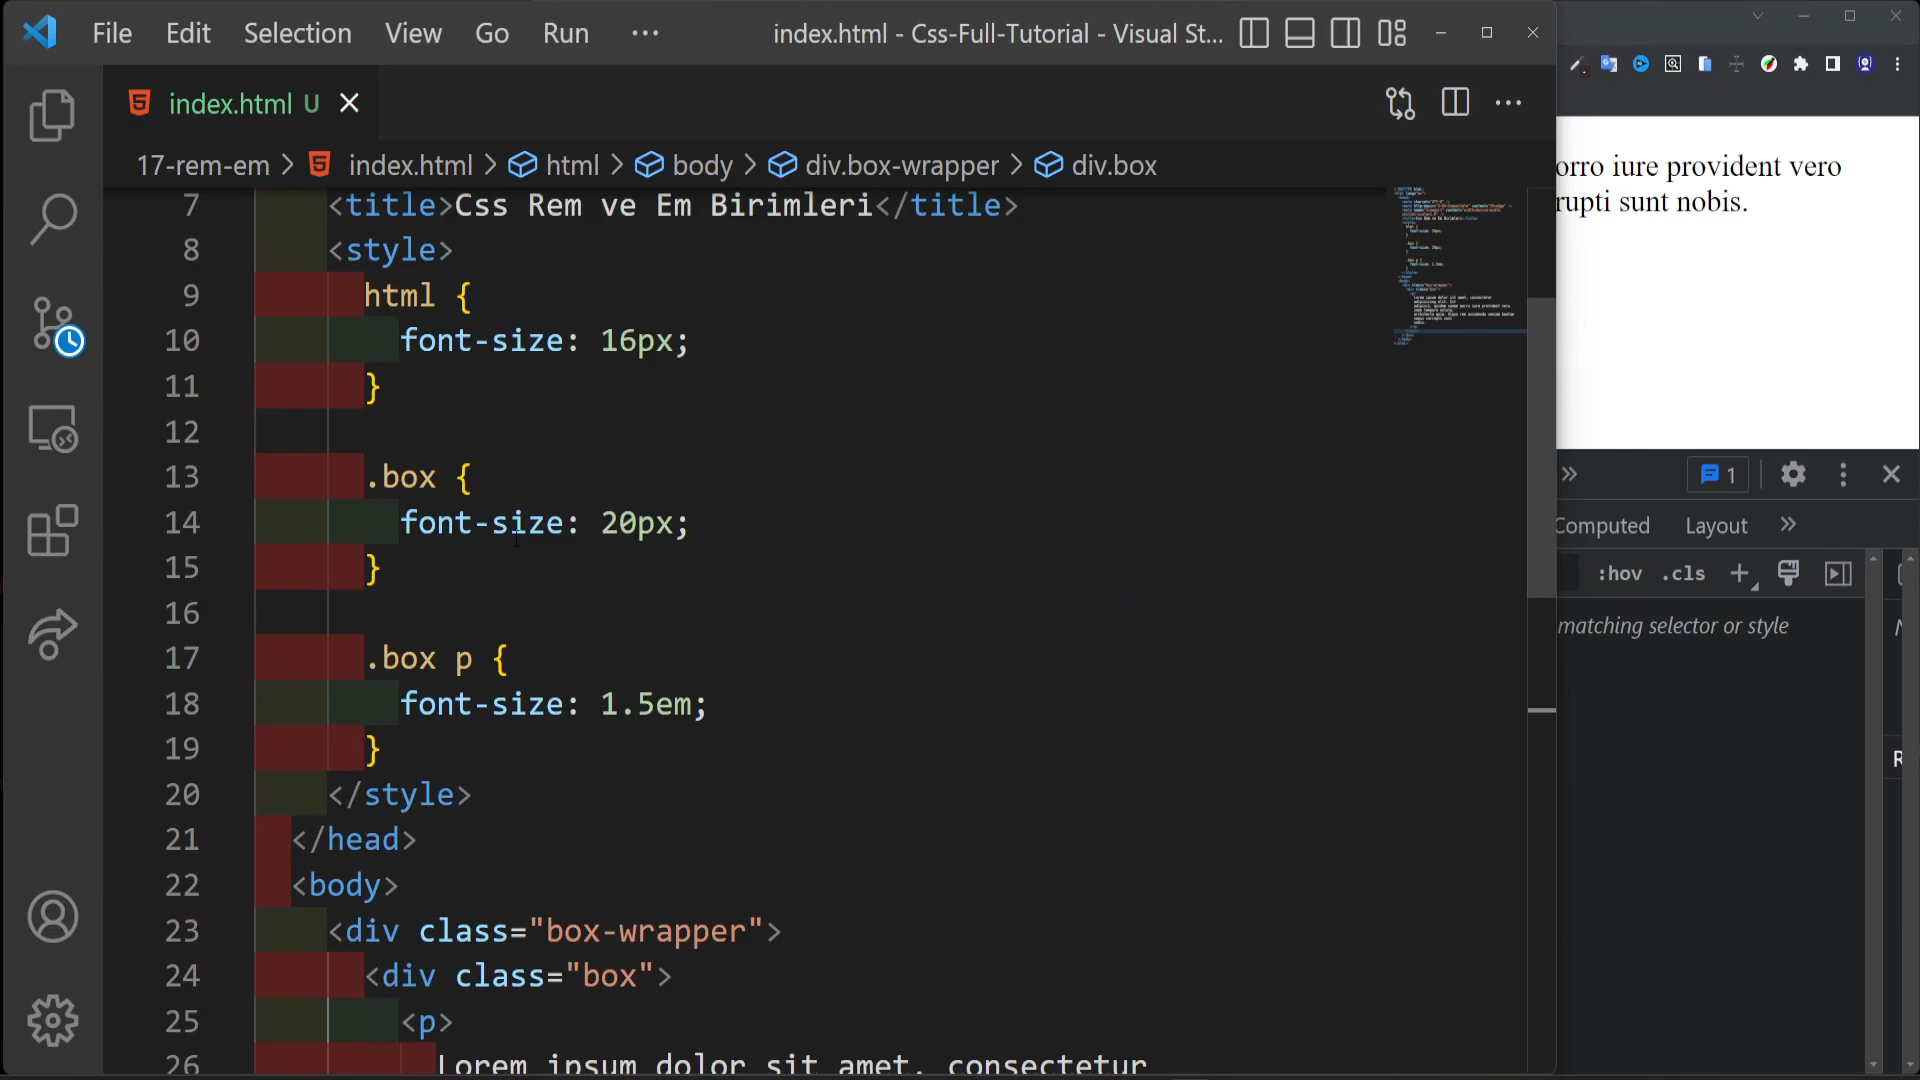 File Edit Selection View Go Run ··· index.html - Css-Full-Tutorial - Visual St...
index.html U
17-rem-em > index.html > html > body > div.box-wrapper > div.box
7 <title>Css Rem ve Em Birimleri</title>
8 <style>
9 html {
10 font-size: 16px;
11 }
12
13 .box {
14 font-size: 20px;
15 }
16
17 .box p {
18 font-size: 1.5em;
19 }
20 </style>
21 </head>
22 <body>
23 <div class="box-wrapper">
24 <div class="box">
25 <p>
26 Lorem ipsum dolor sit amet, consectetur
orro iure provident vero
rupti sunt nobis.
1
Computed Layout
:hov .cls
matching selector or style